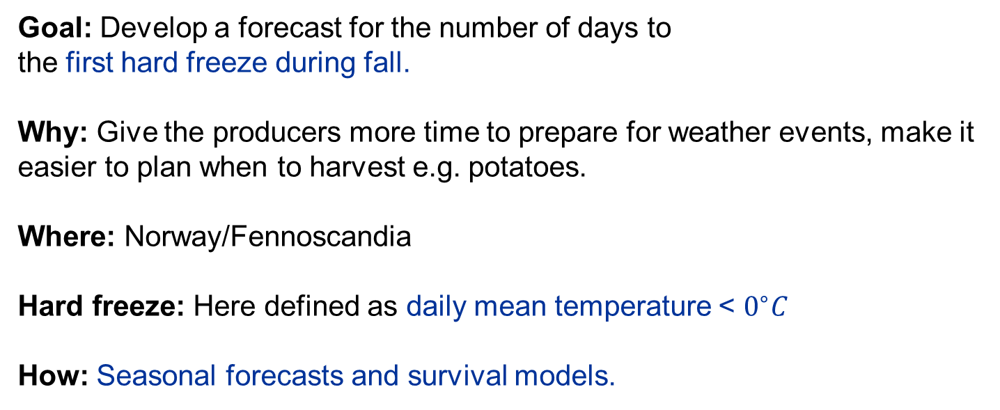 Goal: Develop a forecast for the number of days to
the first hard freeze during fall.
Why: Give the producers more time to prepare for weather events, make it
easier to plan when to harvest e.g. potatoes.
Where: Norway/Fennoscandia
Hard freeze: Here defined as daily mean temperature < 0°C
How: Seasonal forecasts and survival models.